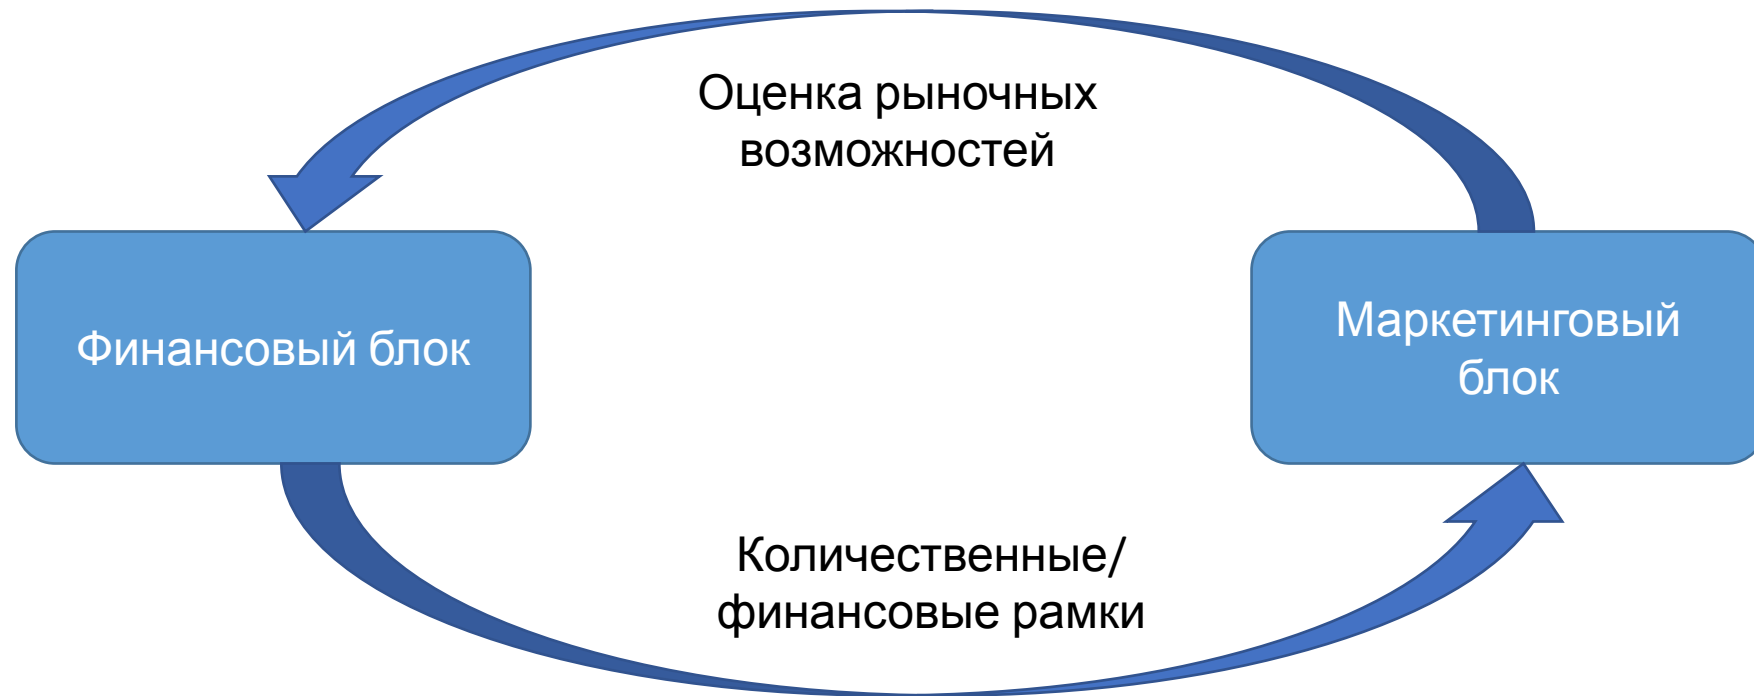 Оценка рыночных
возможностей
Финансовый блок
Маркетинговый
блок
Количественные/
финансовые рамки